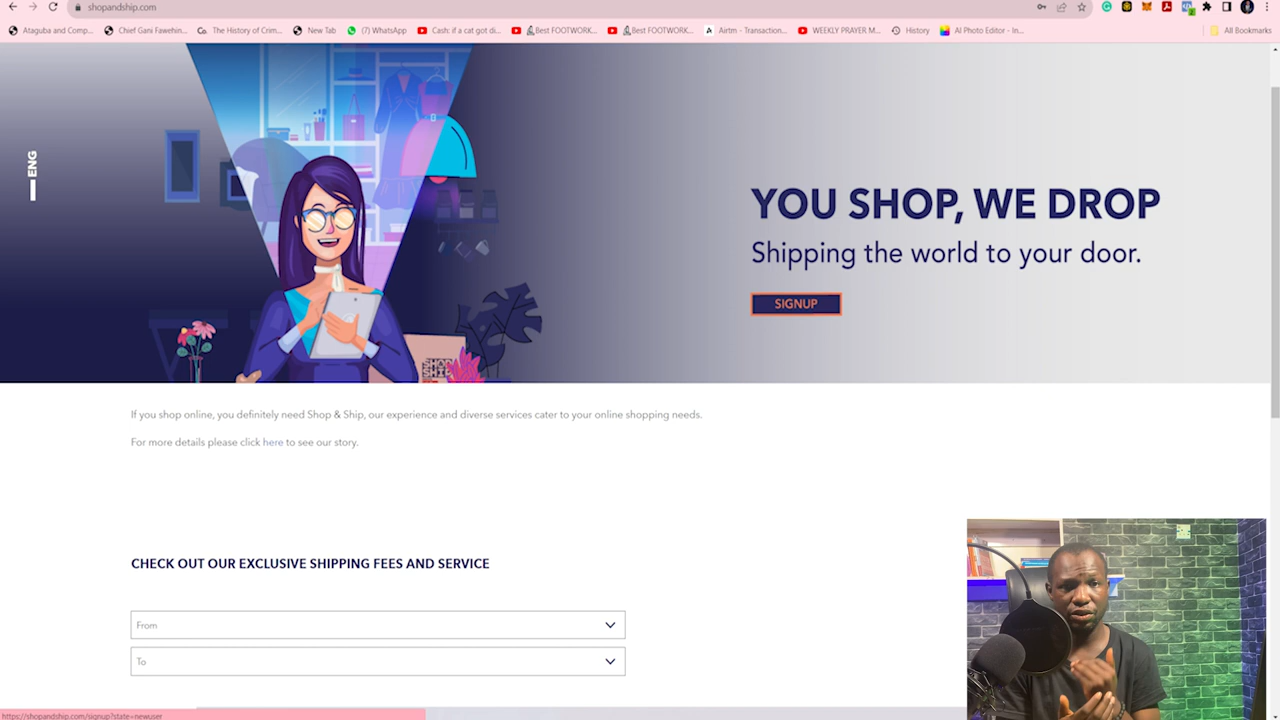 shopandship.com
Ataguba and Comp...
Chief Gani Fawehin...
The History of Crim...
New Tab
(7) WhatsApp
Cash: if a cat got di...
Best FOOTWORK...
Best FOOTWORK...
Airtm - Transaction...
WEEKLY PRAYER M...
History
AI Photo Editor - In...
All Bookmarks
ENG
YOU SHOP, WE DROP
Shipping the world to your door.
SIGNUP
SHOP
SHIP
If you shop online, you definitely need Shop & Ship, our experience and diverse services cater to your online shopping needs.
For more details please click here to see our story.
CHECK OUT OUR EXCLUSIVE SHIPPING FEES AND SERVICE
From
To
https://shopandship.com/signup?state=newuser